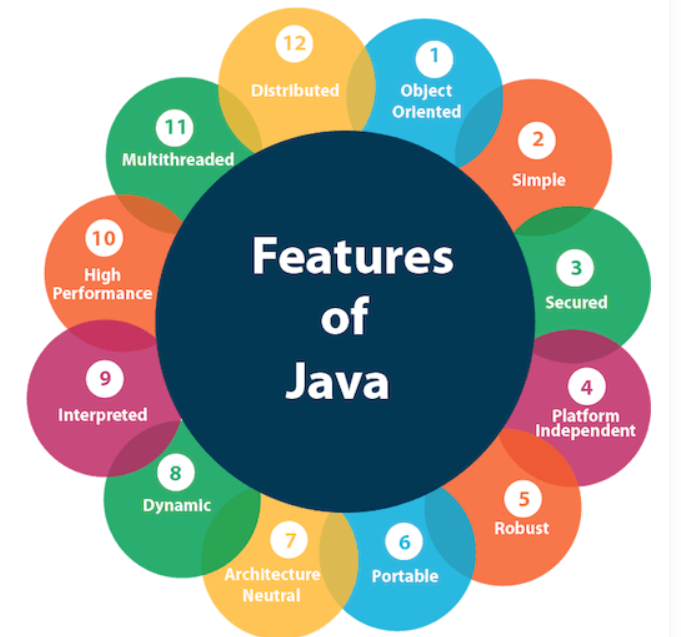 Features
of
Java
1
Object
Oriented
2
Simple
3
Secured
4
Platform
Independent
5
Robust
6
Portable
7
Architecture
Neutral
8
Dynamic
9
Interpreted
10
High
Performance
11
Multithreaded
12
Distributed